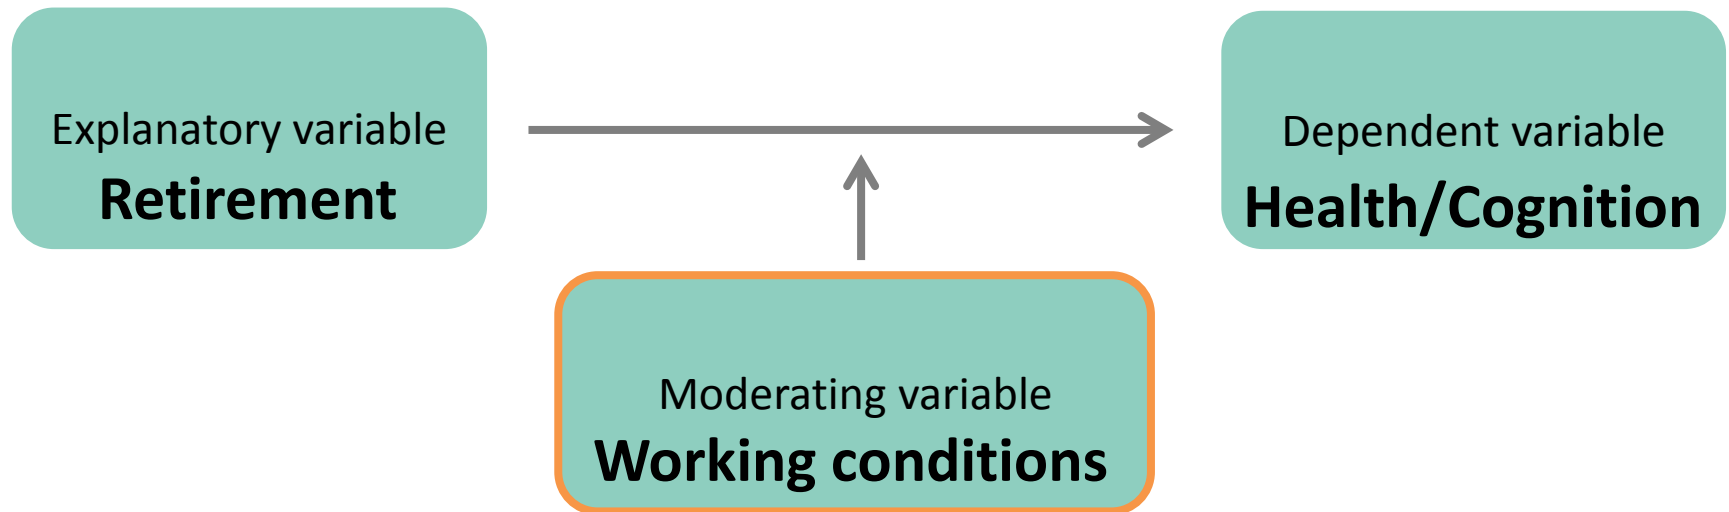 Explanatory variable
Retirement
Dependent variable
Health/Cognition
Moderating variable
Working conditions